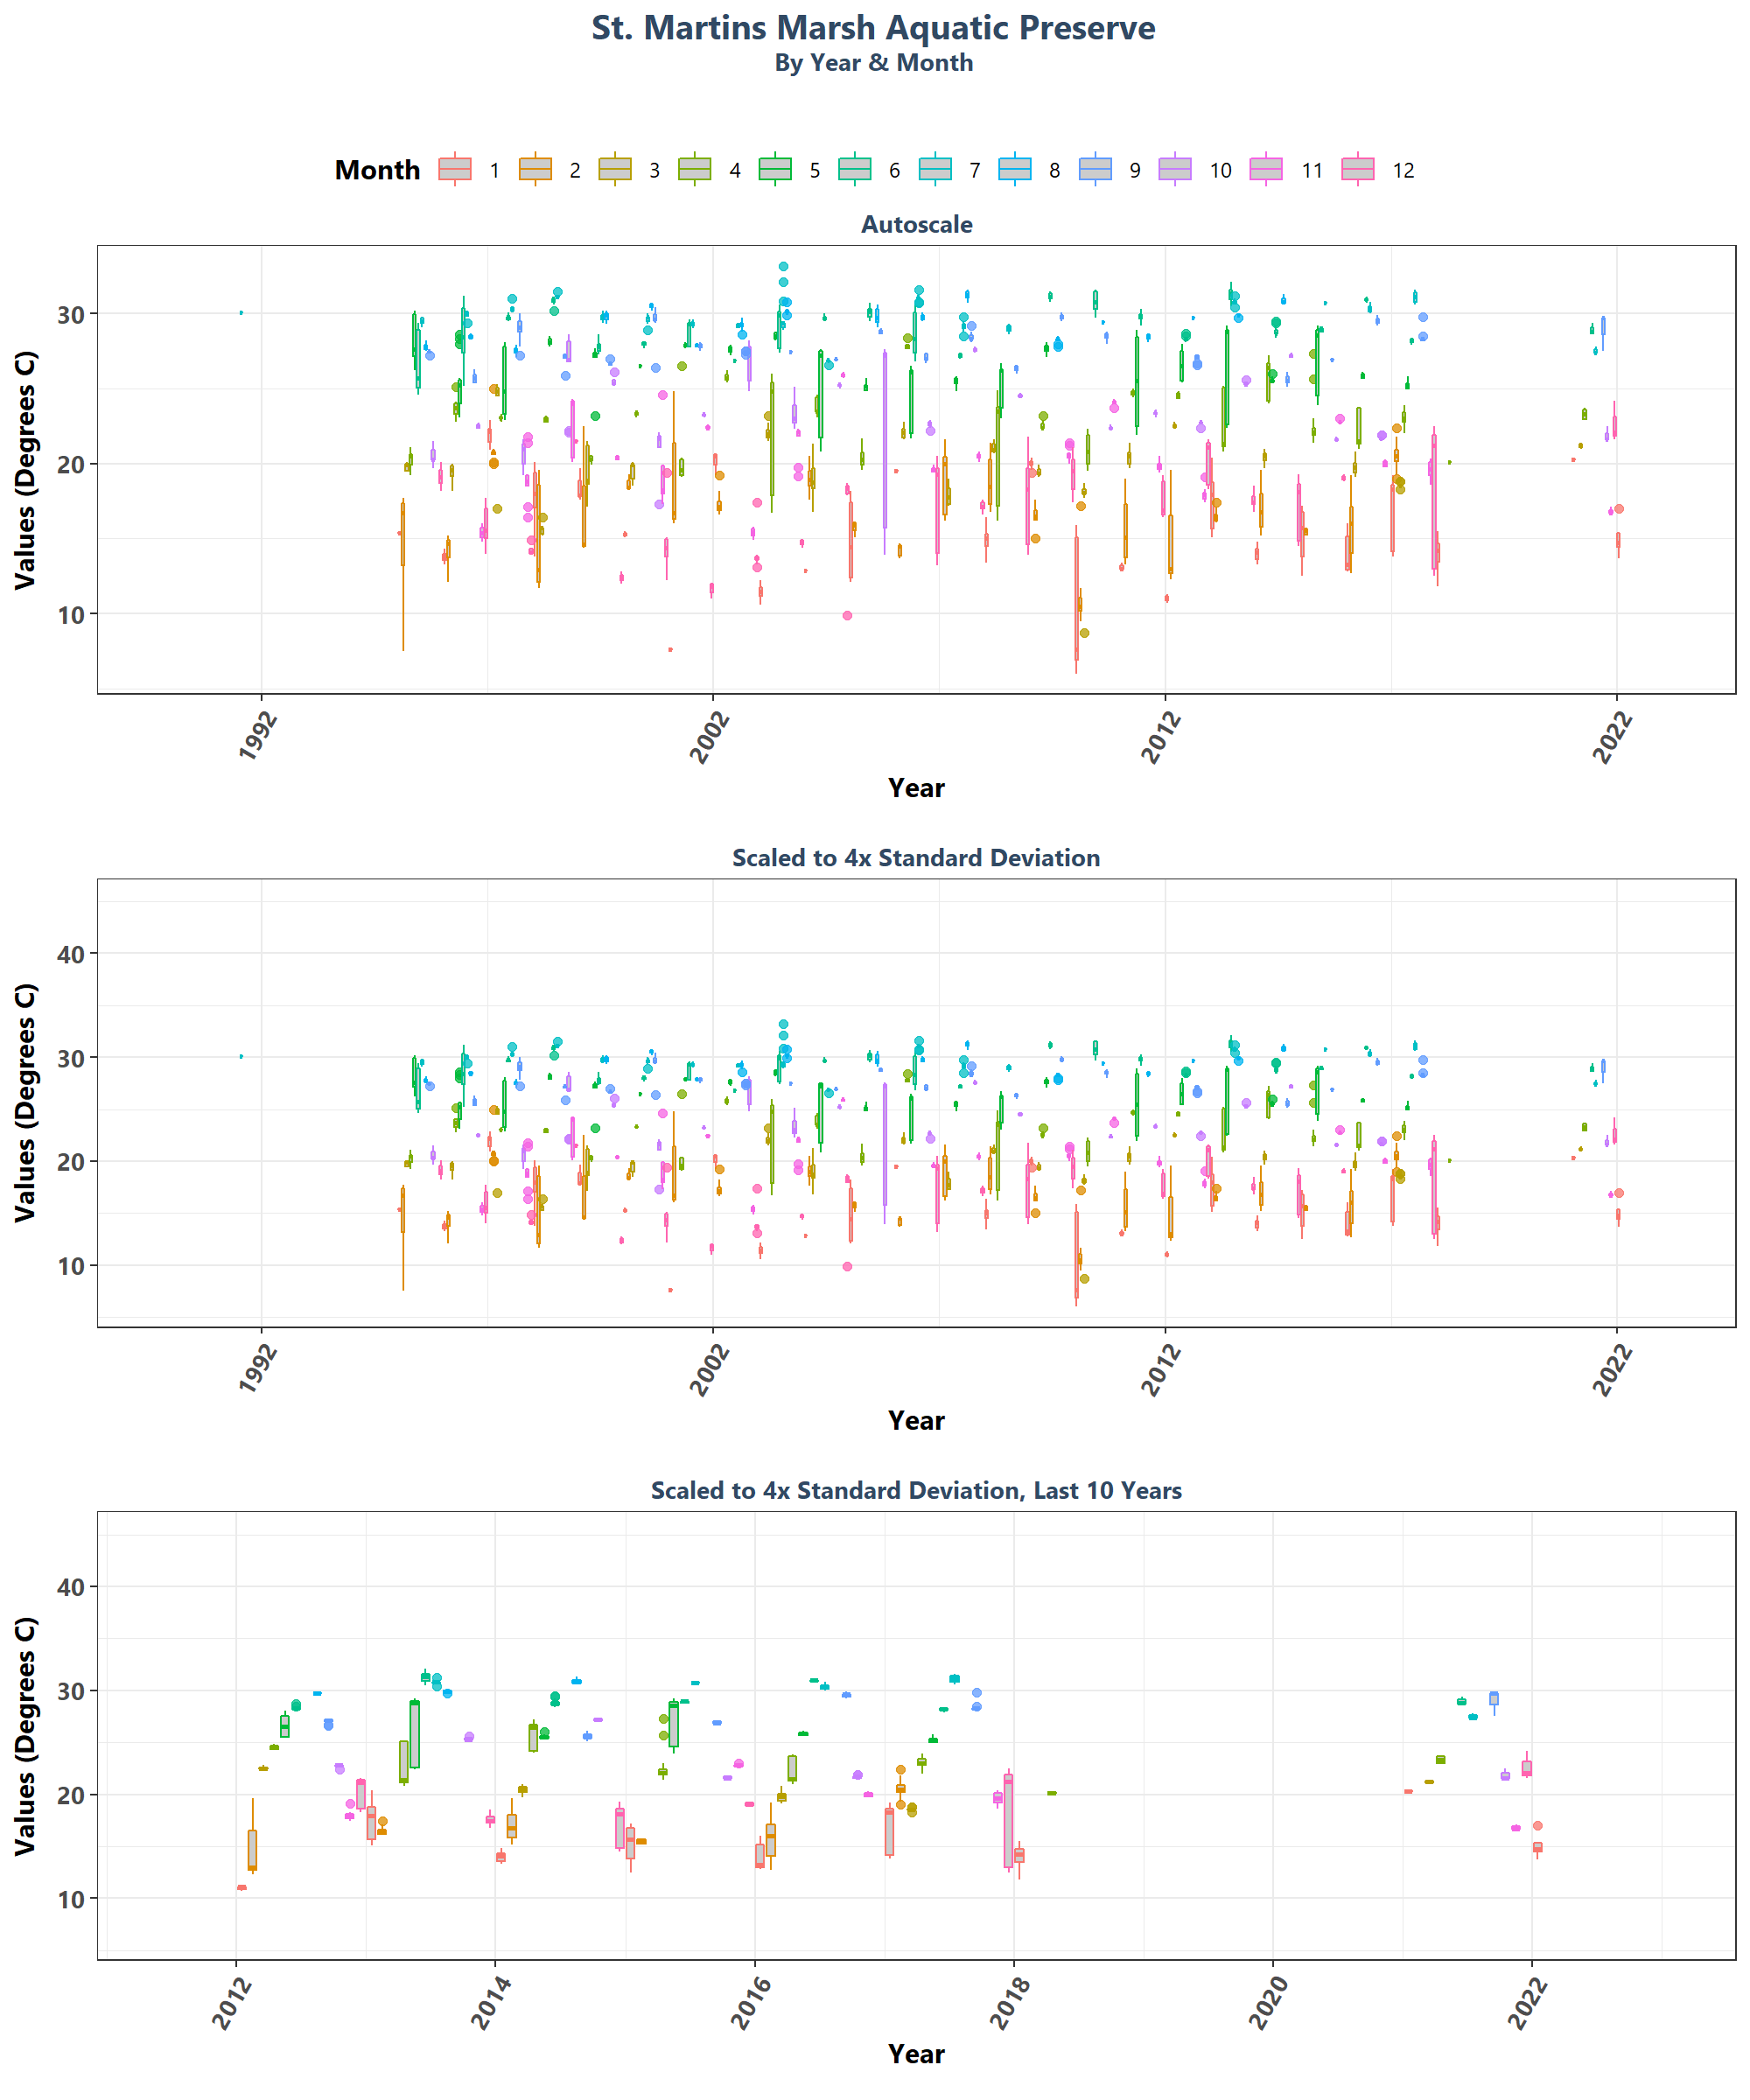 St. Martins Marsh Aquatic Preserve
By Year & Month
Month 1 2 3 4 5 6 7 8 9 10 11 12
Autoscale
Values (Degrees C)
30
20
10
1992 2002 2012 2022
Year
Scaled to 4x Standard Deviation
Values (Degrees C)
40
30
20
10
1992 2002 2012 2022
Year
Scaled to 4x Standard Deviation, Last 10 Years
Values (Degrees C)
40
30
20
10
2012 2014 2016 2018 2020 2022
Year